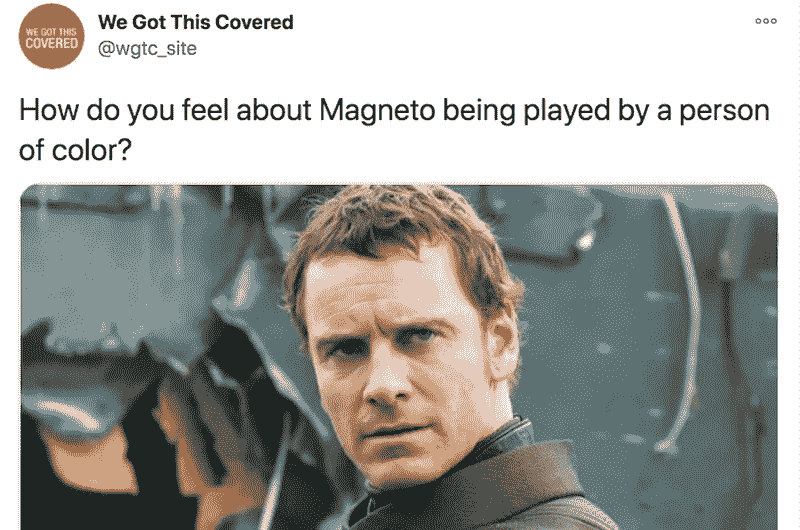 WE GOT THIS
COVERED
We Got This Covered
@wgtc_site
How do you feel about Magneto being played by a person
of color?